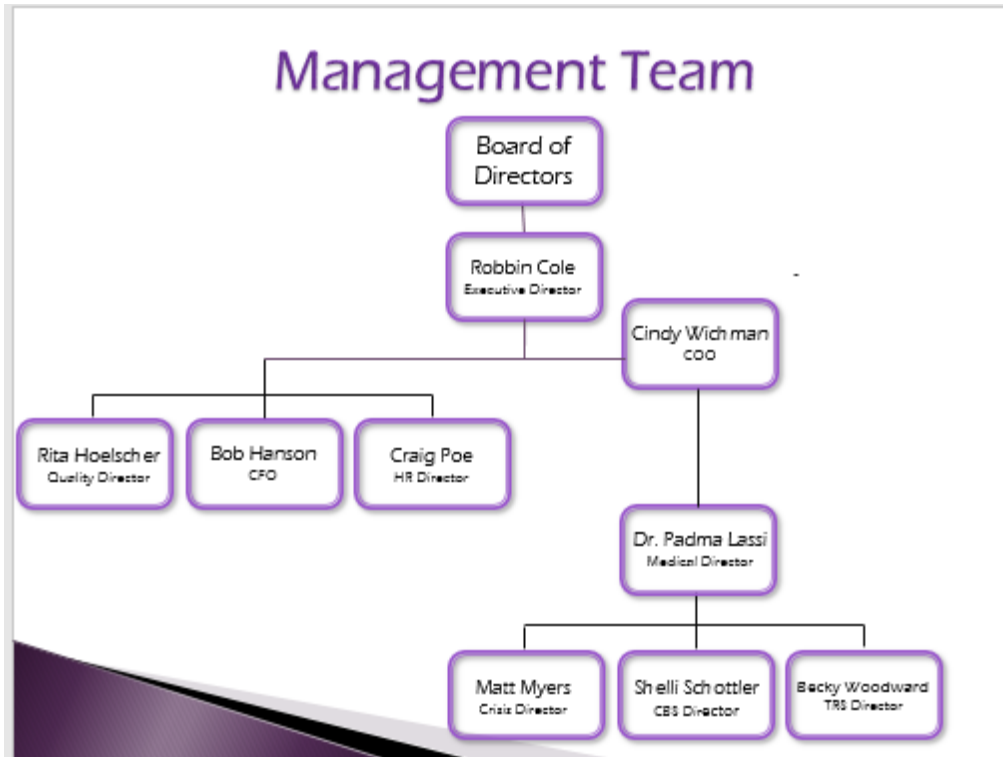 Management Team
Board of
Directors
Robbin Cole
Executive Director
-
Cindy Wichman
COO
Rita Hoelscher
Quality Director
Bob Hanson
CFO
Craig Poe
HR Director
Dr. Padma Lassi
Medical Director
Matt Myers
Crisis Director
Shelli Schottler
CBS Director
Becky Woodward
TRS Director